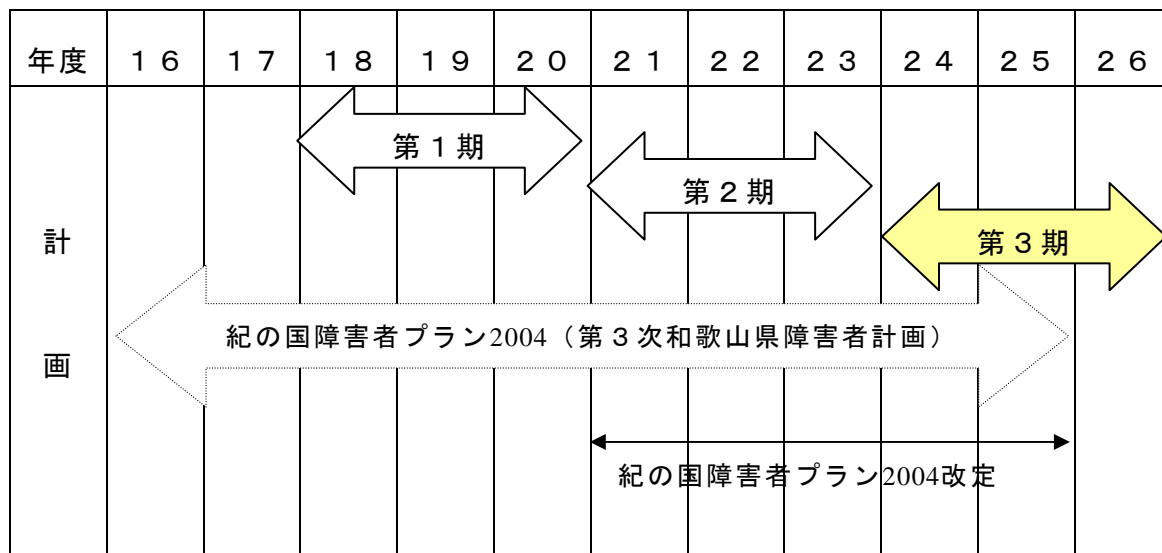 年度 １６ １７ １８ １９ ２０ ２１ ２２ ２３ ２４ ２５ ２６
第１期
第２期
第３期
計画
紀の国障害者プラン2004（第３次和歌山県障害者計画）
紀の国障害者プラン2004改定